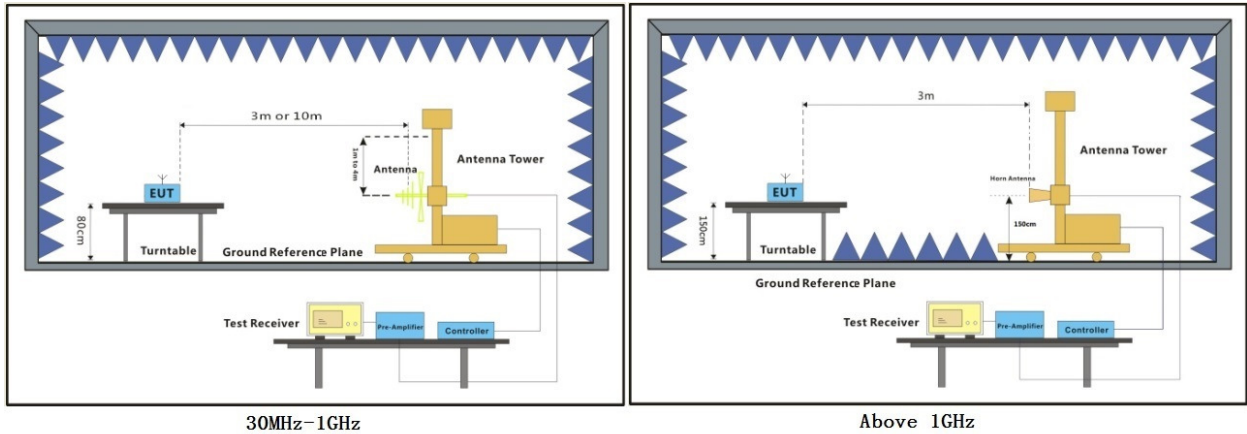 3m or 10m
1m to 4m
Antenna
Antenna Tower
EUT
80cm
Turntable
Ground Reference Plane
Test Receiver
Pre-Amplifier
Controller
30MHz-1GHz
3m
Antenna Tower
Horn Antenna
EUT
150cm
150cm
Turntable
Ground Reference Plane
Test Receiver
Pre-Amplifier
Controller
Above 1GHz